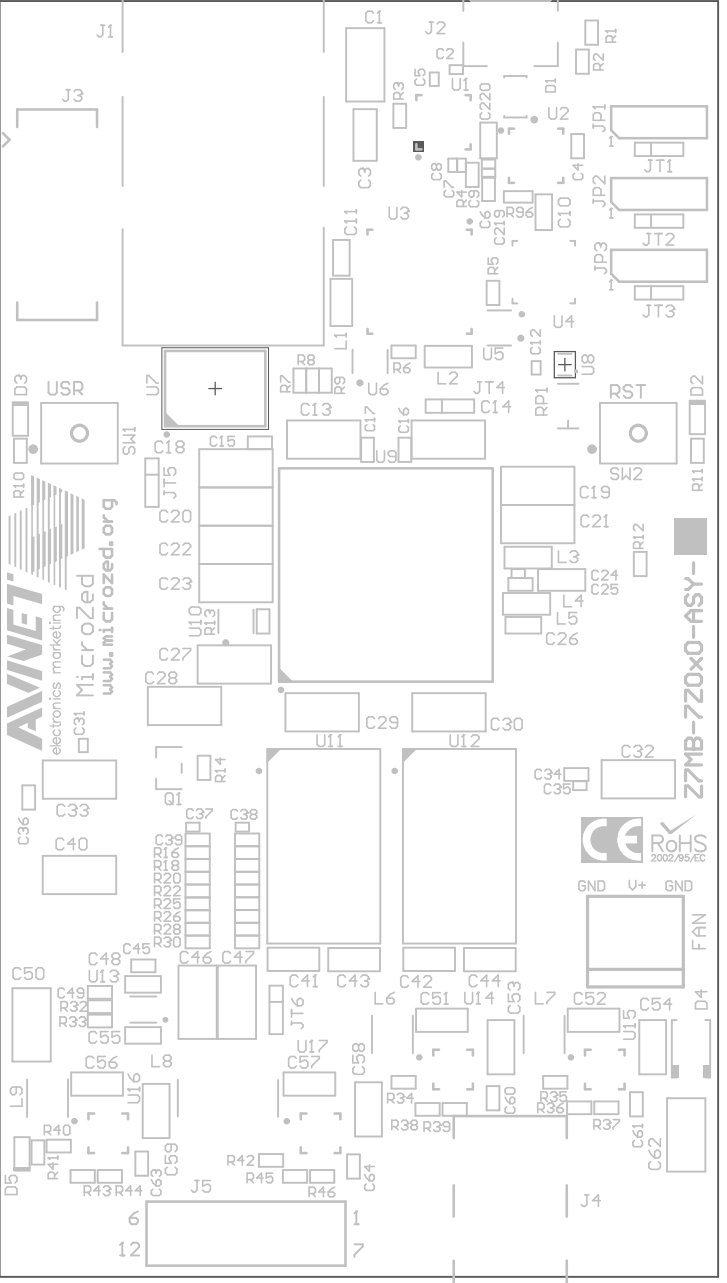 J1
C1
J2
R1
C2
R2
C5
U1
D1
J3
R3
C220
U2
JP1
1
C3
C8
C7
R4
C9
C4
JT1
JP2
C6
C219
R96
C10
U3
C11
JT2
JP3
1
R5
JT3
L1
U4
U5
C12
R6
L2
U8
U7
R8
R7
R9
U6
JT4
RP1
D3
USR
C13
C14
RST
D2
SW1
C17
C16
C18
C15
U9
SW2
R10
R11
JT5
C19
C20
C21
R12
C22
L3
C23
C24
C25
L4
U10
R13
L5
C26
C27
C28
AVNET
electronics marketing
MicroZed
www.microzed.org
Z7MB-7Z0x0-ASY-
C31
C29
C30
U11
U12
R14
Q1
C34
C35
C32
C33
C36
C37
C38
C40
C39
R16
R18
R20
R22
R25
R26
R28
R30
CE
RoHS
2002/95/EC
GND V+ GND
FAN
C45
C48
U13
C46 C47
C50
C49
R32
R33
C55
C41 C43
C42 C44
JT6
L6
C51
U14
C53
L7
C52
U15
C54
D4
L8
U17
C56
U16
C57
C58
L9
R34
R38
R39
C60
R35
R36
R37
C61
C62
R40
R41
D5
C59
C63
R43 R44
R42
R45
R46
C64
J5
6
1
12
7
J4